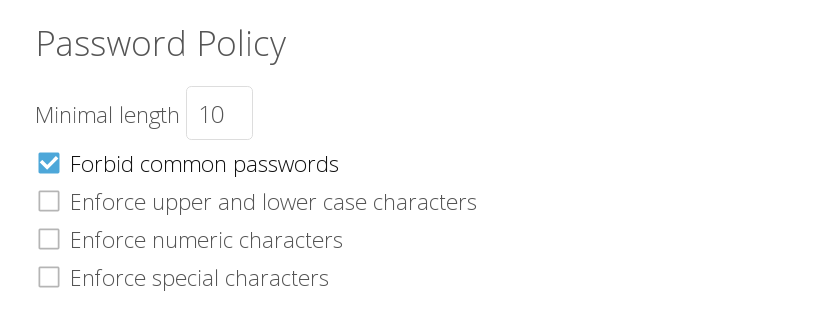 Password Policy
Minimal length 10
Forbid common passwords
Enforce upper and lower case characters
Enforce numeric characters
Enforce special characters